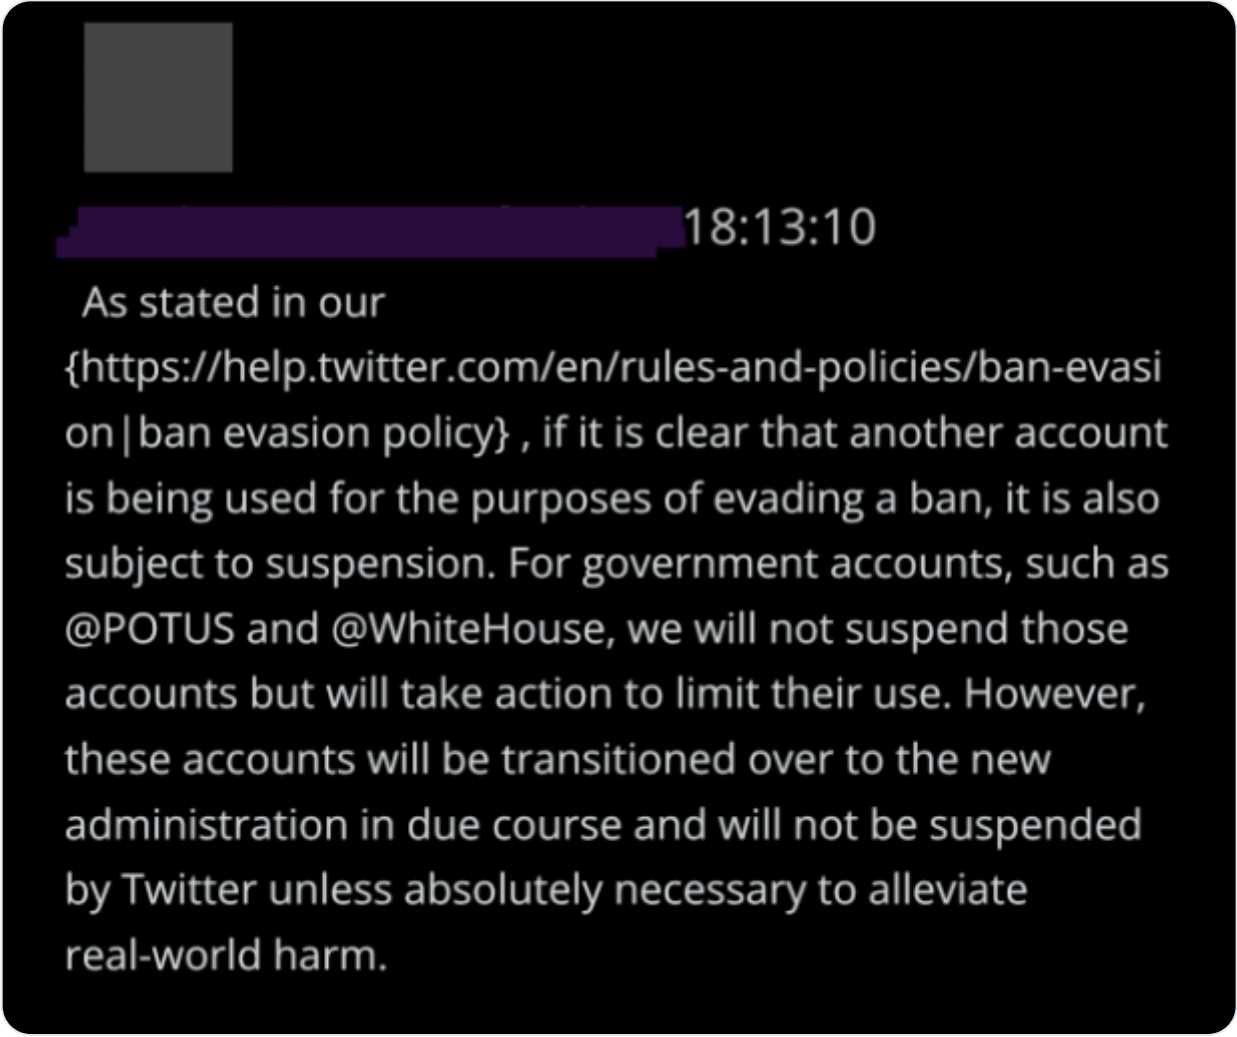 18:13:10
As stated in our
{https://help.twitter.com/en/rules-and-policies/ban-evasi
on|ban evasion policy} , if it is clear that another account
is being used for the purposes of evading a ban, it is also
subject to suspension. For government accounts, such as
@POTUS and @WhiteHouse, we will not suspend those
accounts but will take action to limit their use. However,
these accounts will be transitioned over to the new
administration in due course and will not be suspended
by Twitter unless absolutely necessary to alleviate
real-world harm.